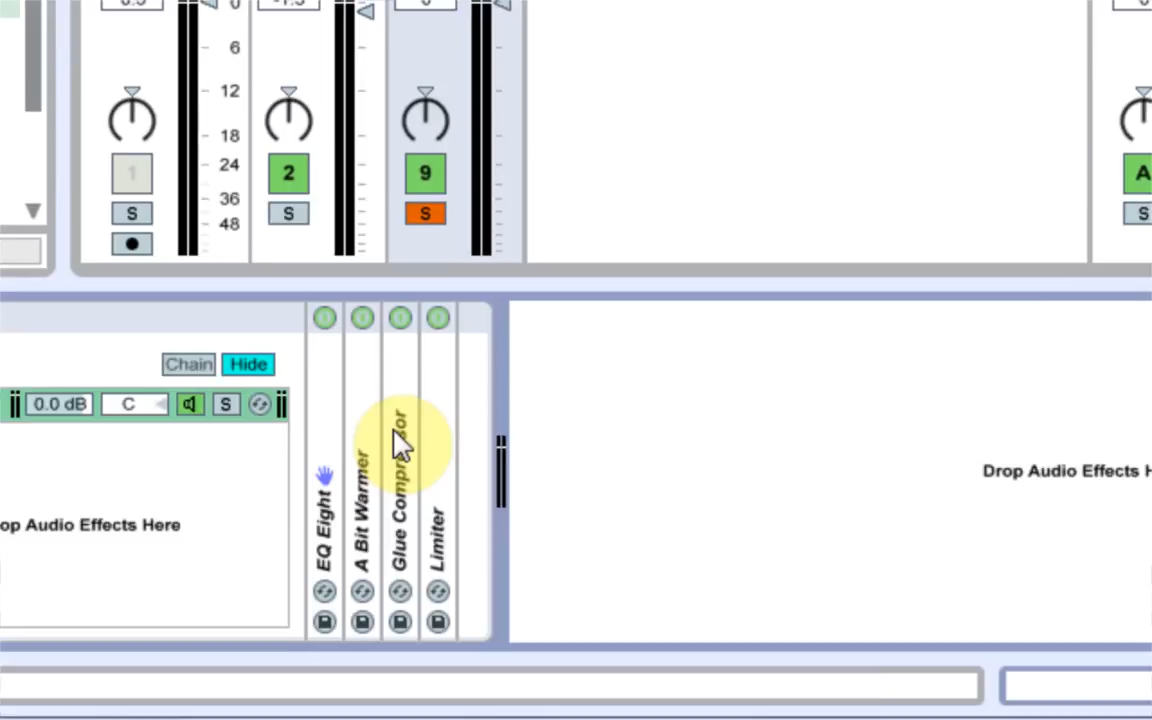 0
6
12
18
24
36
48
1
2
9
A
S
S
S
S
Chain
Hide
0.0 dB
C
S
op Audio Effects Here
EQ Eight
A Bit Warmer
Glue Compressor
Limiter
Drop Audio Effects H